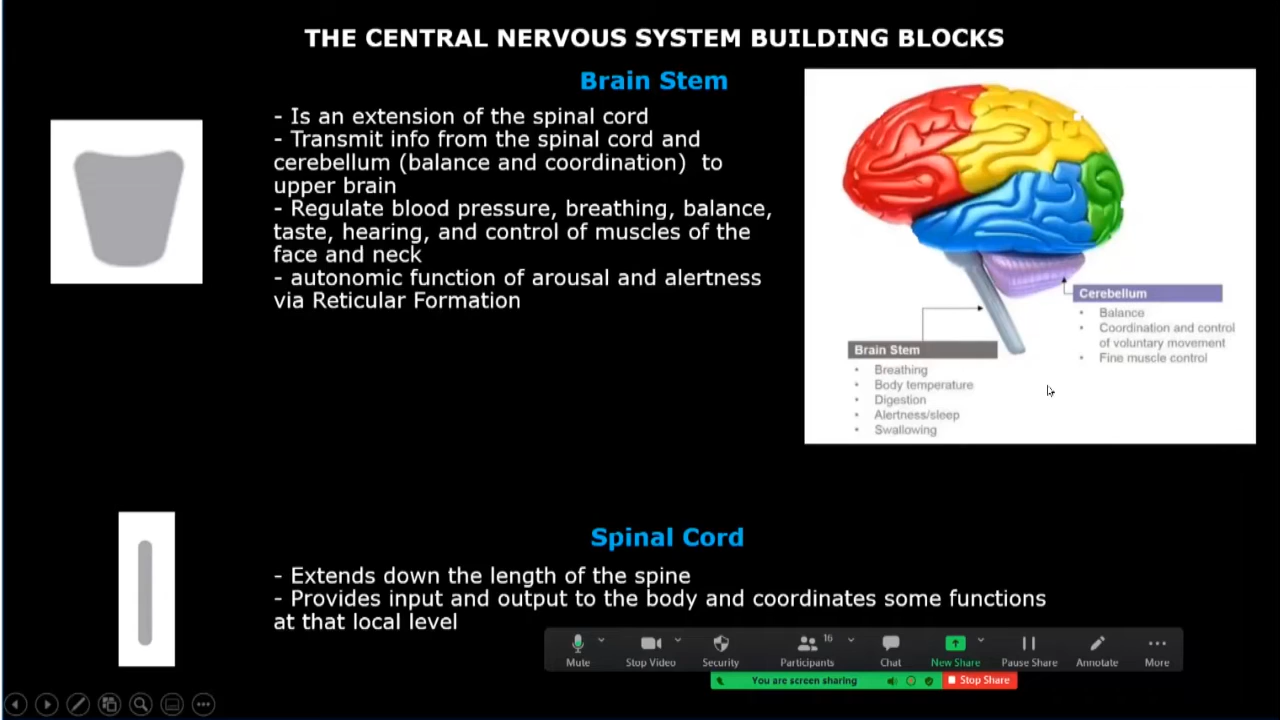 THE CENTRAL NERVOUS SYSTEM BUILDING BLOCKS
Brain Stem
- Is an extension of the spinal cord
- Transmit info from the spinal cord and
cerebellum (balance and coordination)  to
upper brain
- Regulate blood pressure, breathing, balance,
taste, hearing, and control of muscles of the
face and neck
- autonomic function of arousal and alertness
via Reticular Formation
Cerebellum
• Balance
• Coordination and control
of voluntary movement
• Fine muscle control
Brain Stem
• Breathing
• Body temperature
• Digestion
• Alertness/sleep
• Swallowing
Spinal Cord
- Extends down the length of the spine
- Provides input and output to the body and coordinates some functions
at that local level
16
Mute Stop Video Security Participants Chat New Share Pause Share Annotate More
You are screen sharing Stop Share